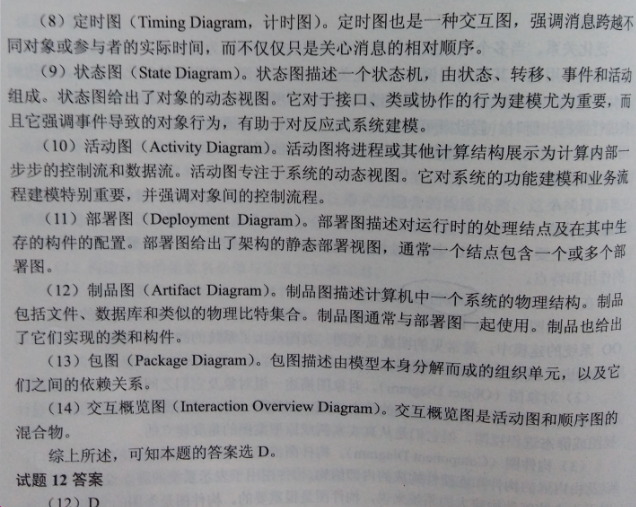 （8）定时图（Timing Diagram，计时图）。定时图也是一种交互图，强调消息跨越不
同对象或参与者的实际时间，而不仅仅只是关心消息的相对顺序。
（9）状态图（State Diagram）。状态图描述一个状态机，由状态、转移、事件和活动
组成。状态图给出了对象的动态视图。它对于接口、类或协作的行为建模尤为重要，而
且它强调事件导致的对象行为，有助于对反应式系统建模。
（10）活动图（Activity Diagram）。活动图将进程或其他计算结构展示为计算内部一
步步的控制流和数据流。活动图专注于系统的动态视图。它对系统的功能建模和业务流
程建模特别重要，并强调对象间的控制流程。
（11）部署图（Deployment Diagram）。部署图描述对运行时的处理结点及在其中生
存的构件的配置。部署图给出了架构的静态部署视图，通常一个结点包含一个或多个部
署图。
（12）制品图（Artifact Diagram）。制品图描述计算机中一个系统的物理结构。制品
包括文件、数据库和类似的物理比特集合。制品图通常与部署图一起使用。制品也给出
了它们实现的类和构件。
（13）包图（Package Diagram）。包图描述由模型本身分解而成的组织单元，以及它
们之间的依赖关系。
（14）交互概览图（Interaction Overview Diagram）。交互概览图是活动图和顺序图的
混合物。
综上所述，可知本题的答案选 D。
试题 12 答案
（12）D